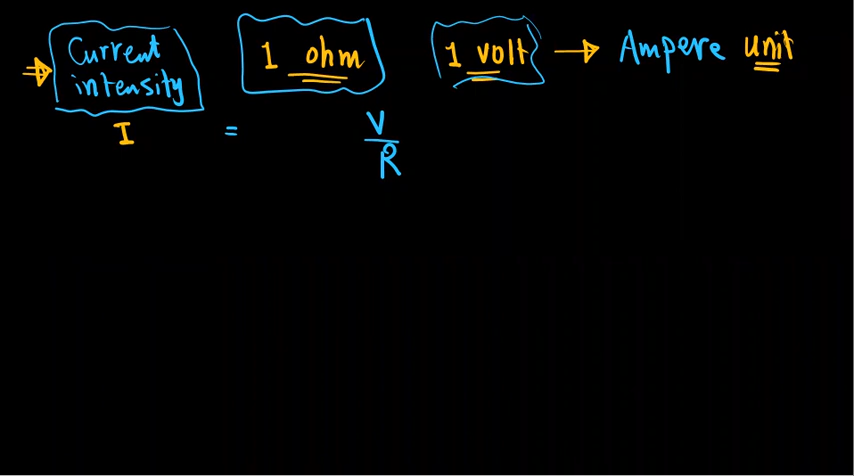 Current intensity 1 ohm 1 volt → Ampere unit
I = V/R